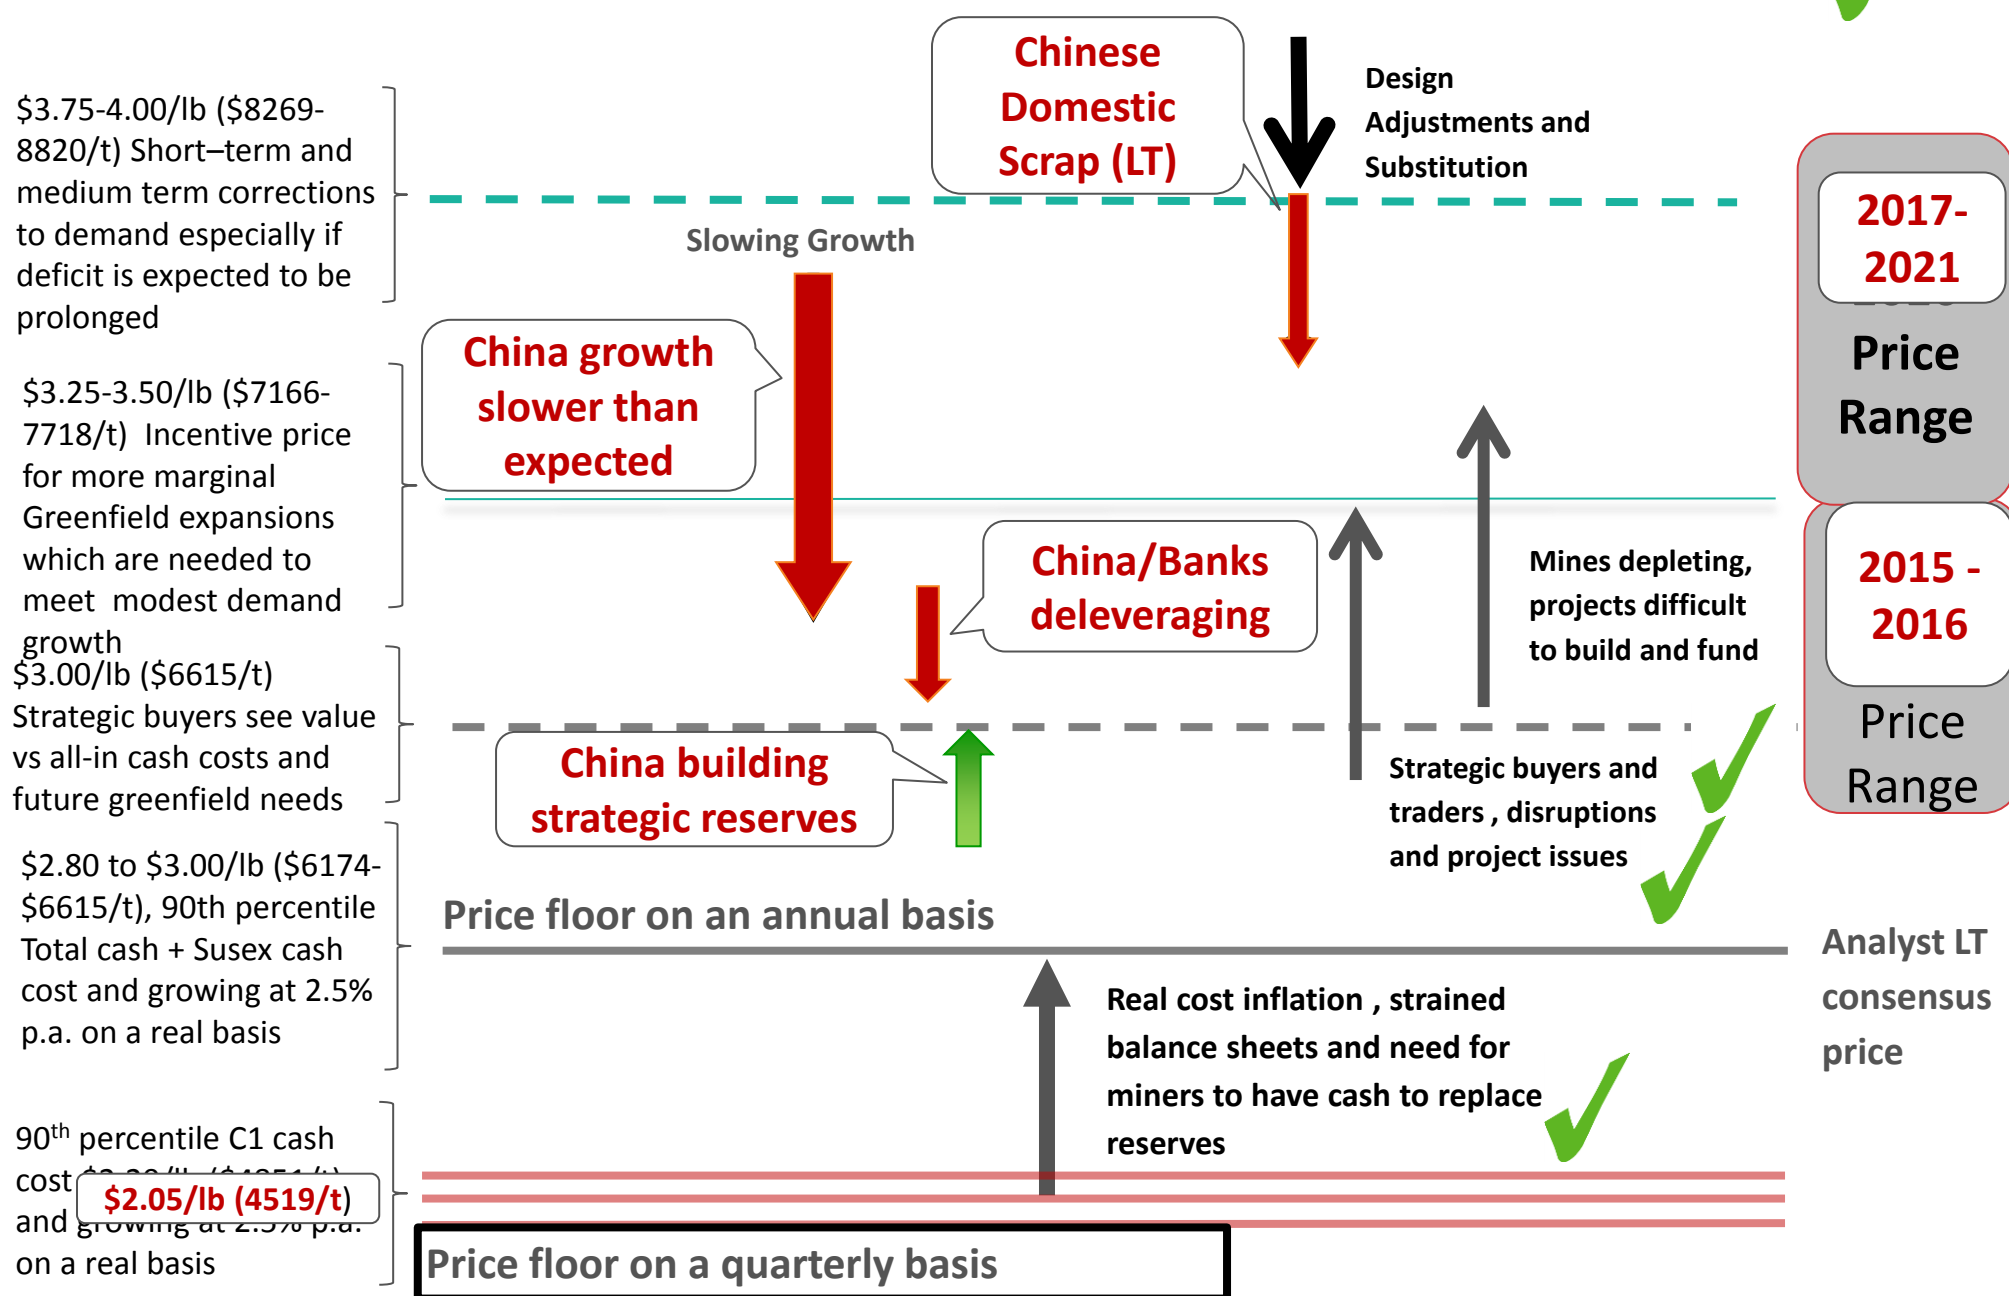 $3.75-4.00/lb ($8269-
8820/t) Short–term and
medium term corrections
to demand especially if
deficit is expected to be
prolonged
$3.25-3.50/lb ($7166-
7718/t)  Incentive price
for more marginal
Greenfield expansions
which are needed to
meet  modest demand
growth
$3.00/lb ($6615/t)
Strategic buyers see value
vs all-in cash costs and
future greenfield needs
$2.80 to $3.00/lb ($6174-
$6615/t), 90th percentile
Total cash + Susex cash
cost and growing at 2.5%
p.a. on a real basis
90th percentile C1 cash
cost
$2.05/lb (4519/t)
and growing at 2.5% p.a.
on a real basis
Chinese
Domestic
Scrap (LT)
Design
Adjustments and
Substitution
Slowing Growth
China growth
slower than
expected
China/Banks
deleveraging
Mines depleting,
projects difficult
to build and fund
China building
strategic reserves
Strategic buyers and
traders , disruptions
and project issues
Price floor on an annual basis
Real cost inflation , strained
balance sheets and need for
miners to have cash to replace
reserves
Price floor on a quarterly basis
2017-
2021
Price
Range
2015 -
2016
Price
Range
Analyst LT
consensus
price